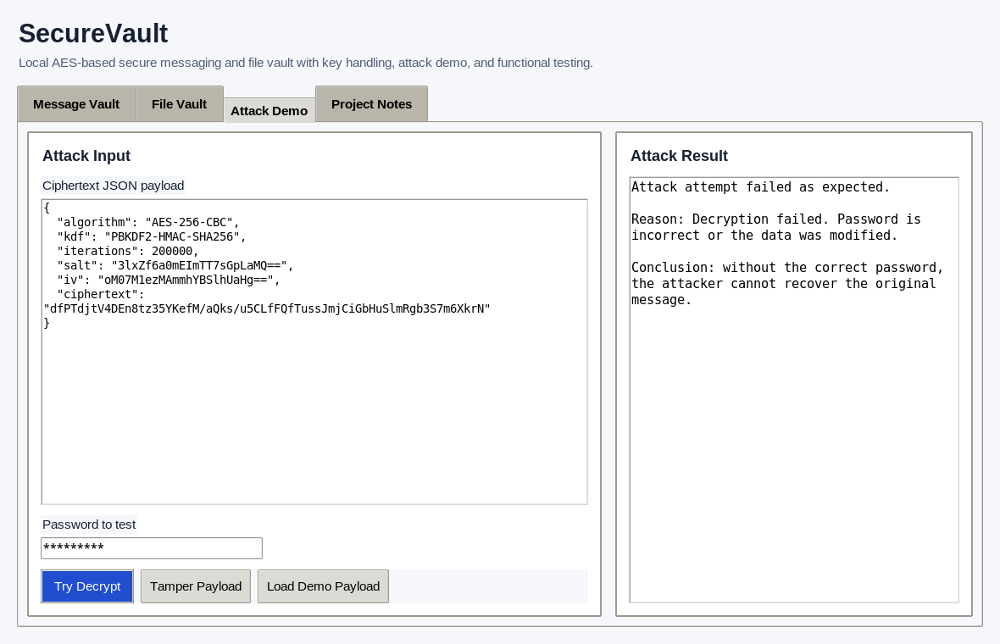 SecureVault
Local AES-based secure messaging and file vault with key handling, attack demo, and functional testing.
Message Vault
File Vault
Attack Demo
Project Notes
Attack Input
Ciphertext JSON payload
{
  "algorithm": "AES-256-CBC",
  "kdf": "PBKDF2-HMAC-SHA256",
  "iterations": 200000,
  "salt": "3lxZf6a0mEImTT7sGpLaMQ==",
  "iv": "oM07M1ezMAmmhYBSlhUaHg==",
  "ciphertext":
"dfPTdjtV4DEn8tz35YKefM/aQks/u5CLfFQfTussJmjCiGbHuSlmRgb3S7m6XkrN"
}
Password to test
*********
Try Decrypt
Tamper Payload
Load Demo Payload
Attack Result
Attack attempt failed as expected.
Reason: Decryption failed. Password is
incorrect or the data was modified.
Conclusion: without the correct password,
the attacker cannot recover the original
message.